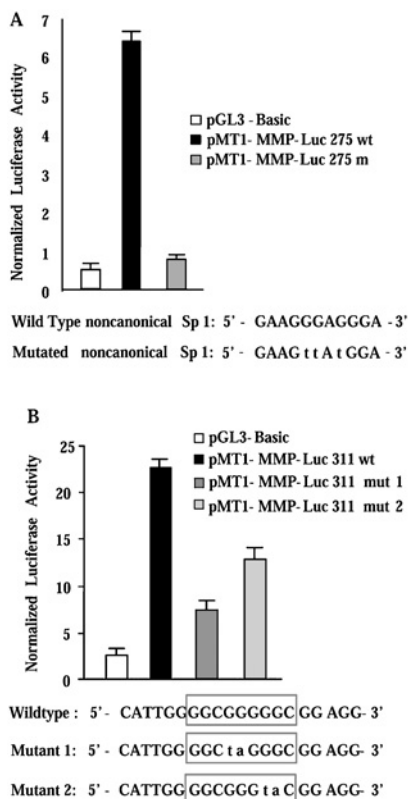 A
Normalized Luciferase Activity
7
6
5
4
3
2
1
0
pGL3 - Basic
pMT1- MMP-Luc 275 wt
pMT1- MMP-Luc 275 m
Wild Type noncanonical Sp 1: 5' - GAAGGGAGGGA - 3'
Mutated noncanonical Sp 1: 5' - GAAG t t A t GGA - 3'
B
Normalized Luciferase Activity
25
20
15
10
5
0
pGL3-Basic
pMT1- MMP-Luc 311 wt
pMT1- MMP-Luc 311 mut 1
pMT1- MMP-Luc 311 mut 2
Wildtype : 5' - CATTGG GGCGGGGGC GG AGG- 3'
Mutant 1: 5' - CATTGG GGC t a GGGC GG AGG- 3'
Mutant 2: 5' - CATTGG GGCGGG t a C GG AGG- 3'